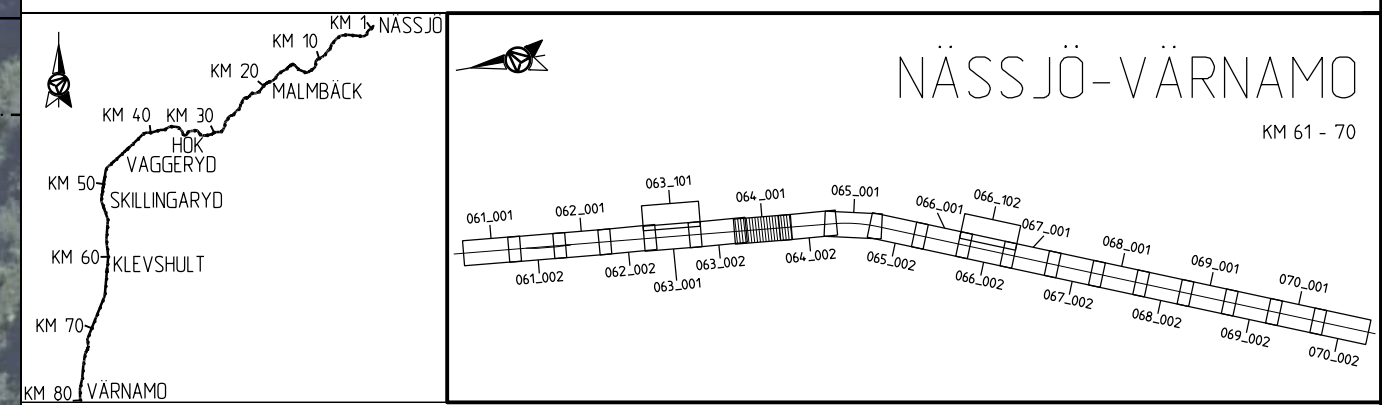 KM 1
NÄSSJÖ
KM 10
KM 20
MALMBÄCK
KM 40
KM 30
HOK
VAGGERYD
KM 50
SKILLINGARYD
KM 60
KLEVSHULT
KM 70
KM 80
VÄRNAMO
NÄSSJÖ-VÄRNAMO
KM 61 - 70
061_001
062_001
063_101
064_001
065_001
066_001
066_102
067_001
068_001
069_001
070_001
061_002
062_002
063_001
063_002
064_002
065_002
066_002
067_002
068_002
069_002
070_002